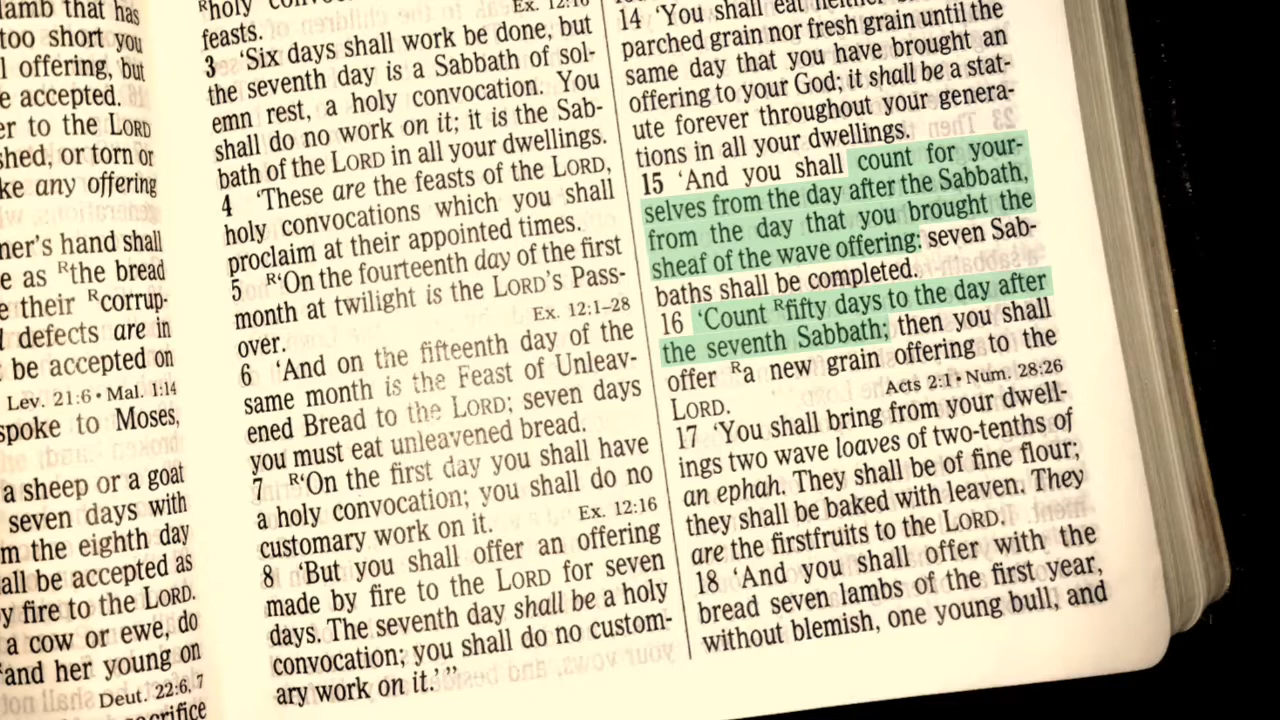 lamb that has
too short you
l offering, but
e accepted.
er to the LORD
shed, or torn or
ke any offering
ner's hand shall
e as Rthe bread
their Rcorrup-
defects are in
be accepted on
Lev. 21:6 • Mal. 1:14
spoke to Moses,
a sheep or a goat
seven days with
m the eighth day
all be accepted as
y fire to the LORD.
a cow or ewe, do
and her young on
Deut. 22:6, 7
Rholy
Ex. 12:16
feasts.
3 ‘Six days shall work be done, but
the seventh day is a Sabbath of sol-
emn rest, a holy convocation. You
shall do no work on it; it is the Sab-
bath of the LORD in all your dwellings.
4 ‘These are the feasts of the LORD,
holy convocations which you shall
proclaim at their appointed times.
5 R‘On the fourteenth day of the first
month at twilight is the LORD’s Pass-
over.
Ex. 12:1–28
6 ‘And on the fifteenth day of the
same month is the Feast of Unleav-
ened Bread to the LORD; seven days
you must eat unleavened bread.
7 R‘On the first day you shall have
a holy convocation; you shall do no
customary work on it.
Ex. 12:16
8 ‘But you shall offer an offering
made by fire to the LORD for seven
days. The seventh day shall be a holy
convocation; you shall do no custom-
ary work on it.’ ”
14 ‘You shall eat neither
parched grain nor fresh grain until the
same day that you have brought an
offering to your God; it shall be a stat-
ute forever throughout your genera-
tions in all your dwellings.
15 ‘And you shall count for your-
selves from the day after the Sabbath,
from the day that you brought the
sheaf of the wave offering: seven Sab-
baths shall be completed.
16 ‘Count Rfifty days to the day after
the seventh Sabbath; then you shall
offer Ra new grain offering to the
LORD.
Acts 2:1 • Num. 28:26
17 ‘You shall bring from your dwell-
ings two wave loaves of two-tenths of
an ephah. They shall be of fine flour;
they shall be baked with leaven. They
are the firstfruits to the LORD.
18 ‘And you shall offer with the
bread seven lambs of the first year,
without blemish, one young bull, and